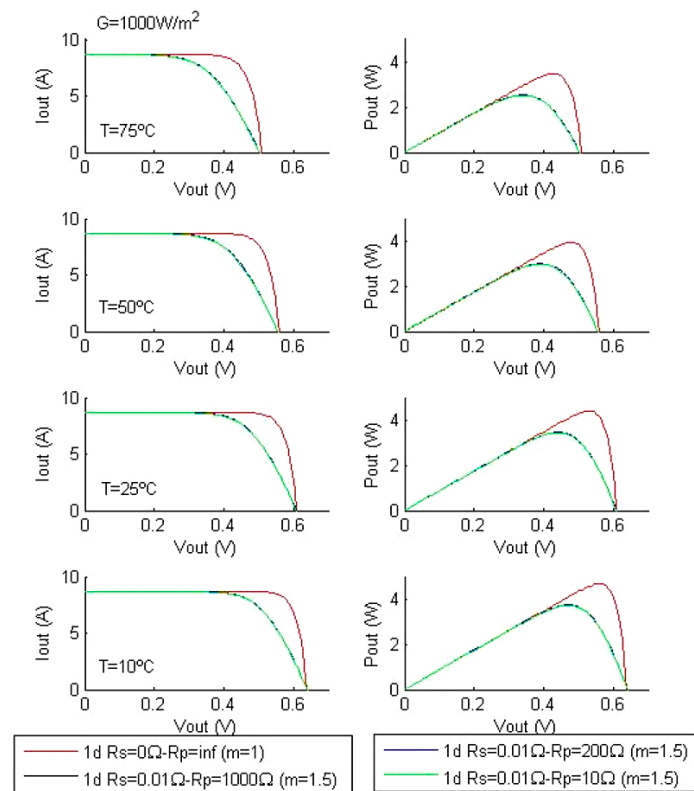 G=1000W/m²
10
5
0
Iout (A)
T=75ºC
0 0.2 0.4 0.6
Vout (V)
4
2
0
Pout (W)
0 0.2 0.4 0.6
Vout (V)
10
5
0
Iout (A)
T=50ºC
0 0.2 0.4 0.6
Vout (V)
4
2
0
Pout (W)
0 0.2 0.4 0.6
Vout (V)
10
5
0
Iout (A)
T=25ºC
0 0.2 0.4 0.6
Vout (V)
4
2
0
Pout (W)
0 0.2 0.4 0.6
Vout (V)
10
5
0
Iout (A)
T=10ºC
0 0.2 0.4 0.6
Vout (V)
4
2
0
Pout (W)
0 0.2 0.4 0.6
Vout (V)
1d Rs=0Ω-Rp=inf (m=1)
1d Rs=0.01Ω-Rp=1000Ω (m=1.5)
1d Rs=0.01Ω-Rp=200Ω (m=1.5)
1d Rs=0.01Ω-Rp=10Ω (m=1.5)